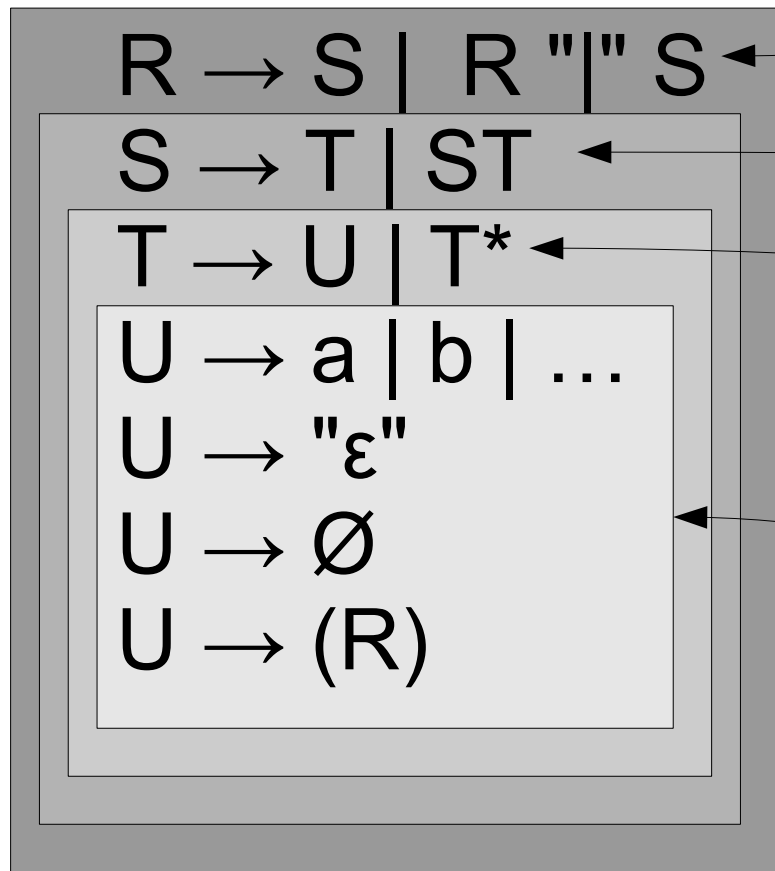 R → S | R "|" S
S → T | ST
T → U | T*
U → a | b | …
U → "ε"
U → Ø
U → (R)